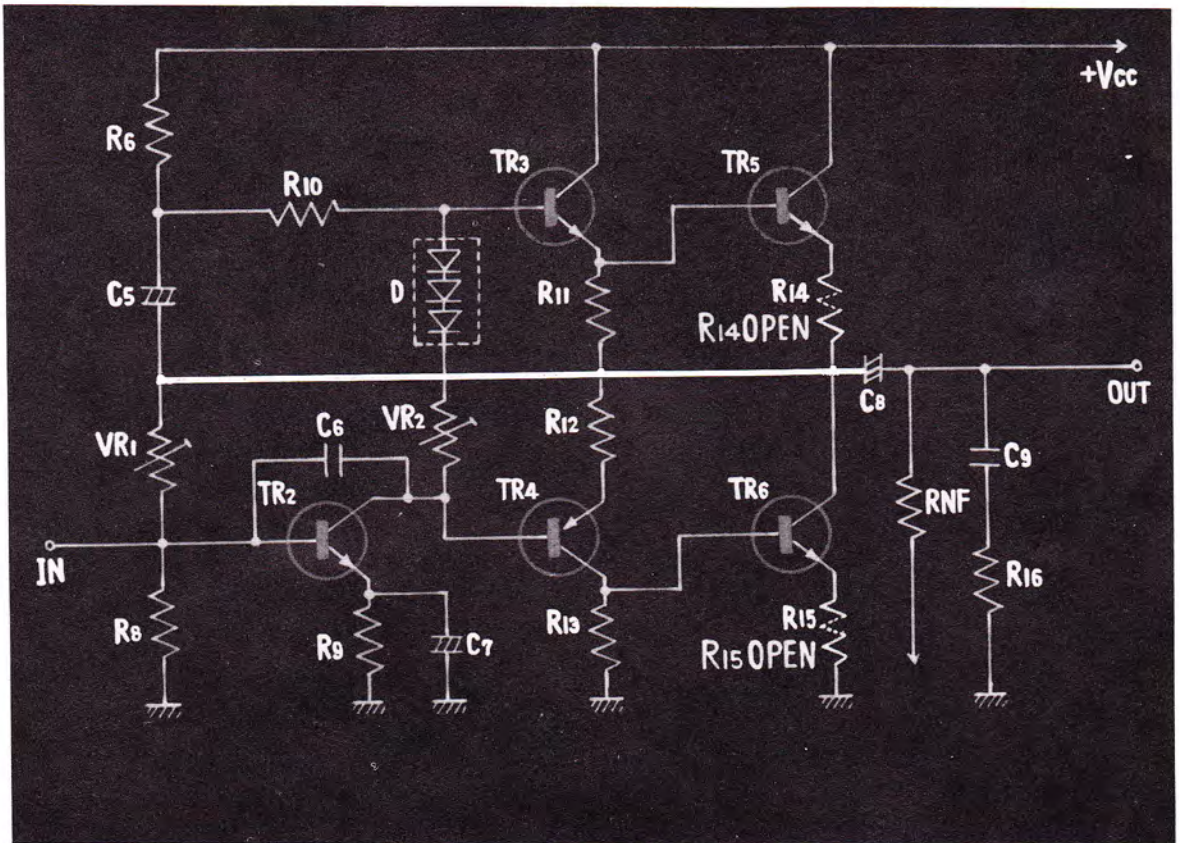 +Vcc
R6
R10
TR3
TR5
C5
D
R11
R14
R14 OPEN
C8
OUT
VR1
C6
VR2
R12
TR2
TR4
TR6
RNF
C9
IN
R8
R9
C7
R13
R15
R15 OPEN
R16